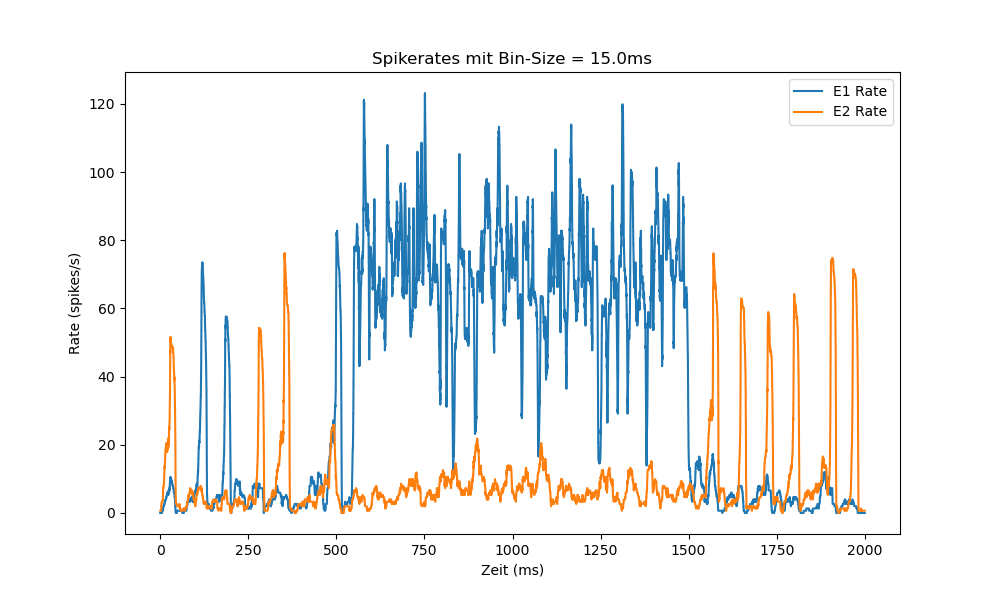 Spikerates mit Bin-Size = 15.0ms
E1 Rate
E2 Rate
Rate (spikes/s)
120
100
80
60
40
20
0
0 250 500 750 1000 1250 1500 1750 2000
Zeit (ms)